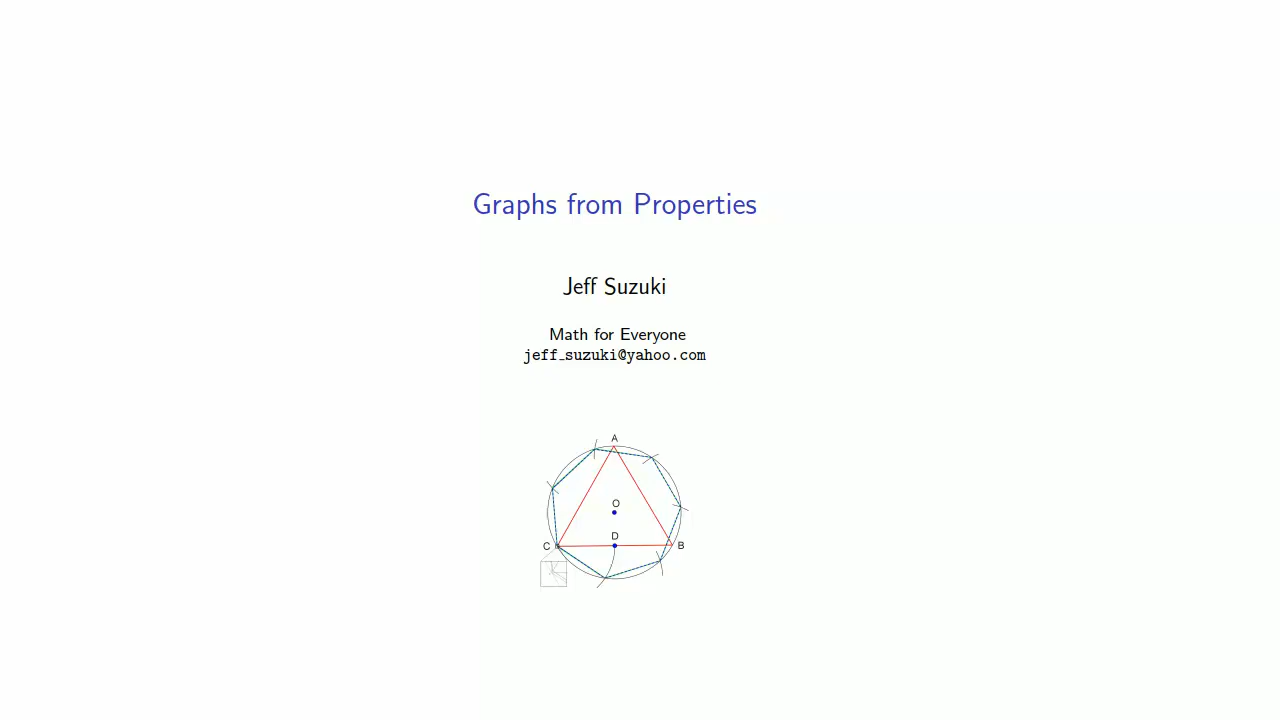 Graphs from Properties
Jeff Suzuki
Math for Everyone
jeff_suzuki@yahoo.com
A
O
D
C
B